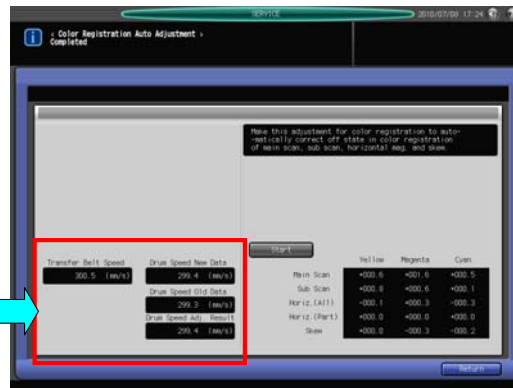 SERVICE
2010/07/09 17:24
i
< Color Registration Auto Adjustment >
Completed
Make this adjustment for color registration to auto-
-matically correct off state in color registration
of main scan, sub scan, horizontal mag. and skew.
Start
Transfer Belt Speed
Drum Speed New Data
300.5 (mm/s)
299.4 (mm/s)
Drum Speed Old Data
299.3 (mm/s)
Drum Speed Adj. Result
299.4 (mm/s)
Yellow Magenta Cyan
Main Scan +000.6 +001.6 +000.5
Sub Scan +000.8 +000.6 +000.1
Horiz.(All) -000.1 +000.3 -000.3
Horiz.(Part) +000.0 +000.0 +000.0
Skew +000.0 -000.3 -000.2
Return